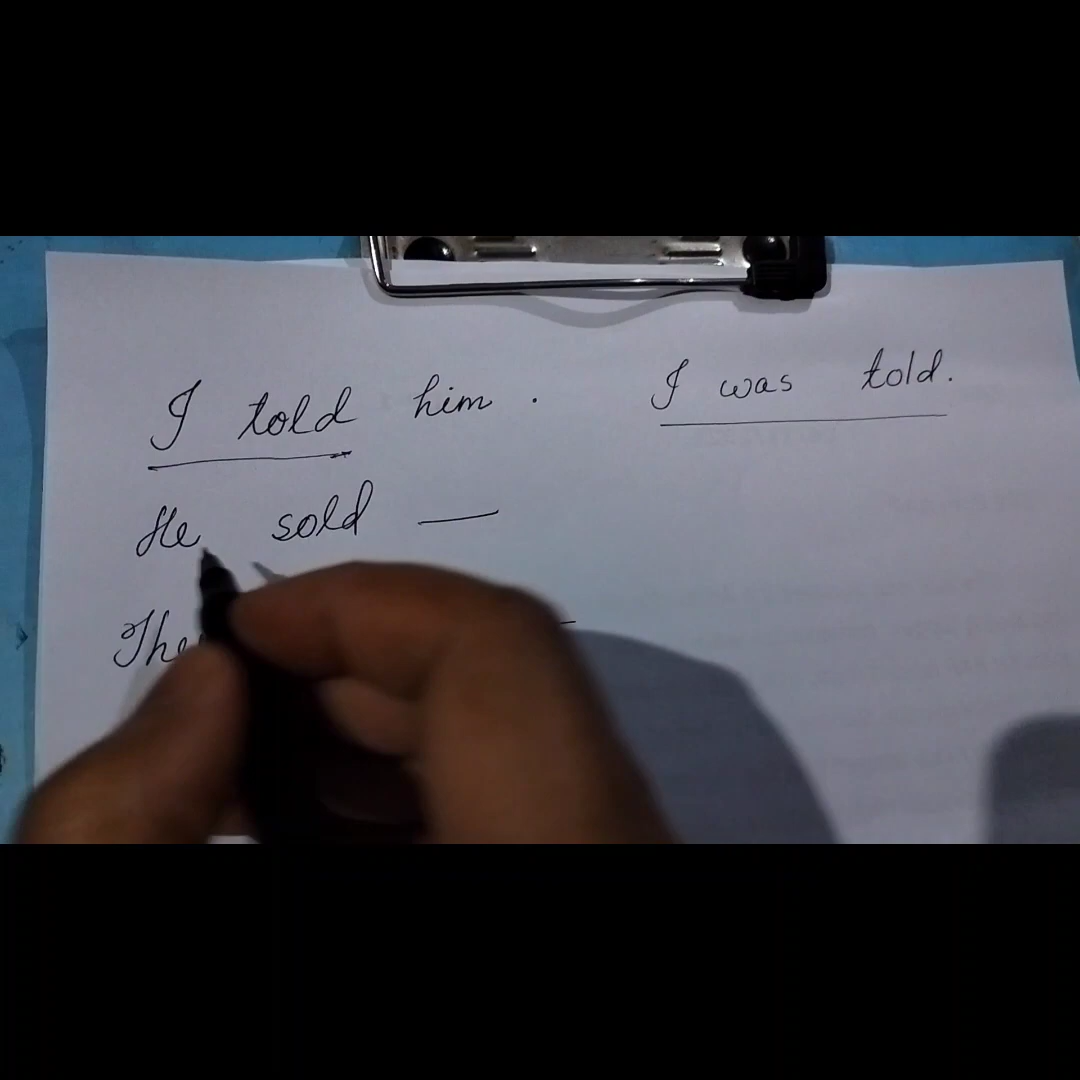 I told him. I was told.
He sold —